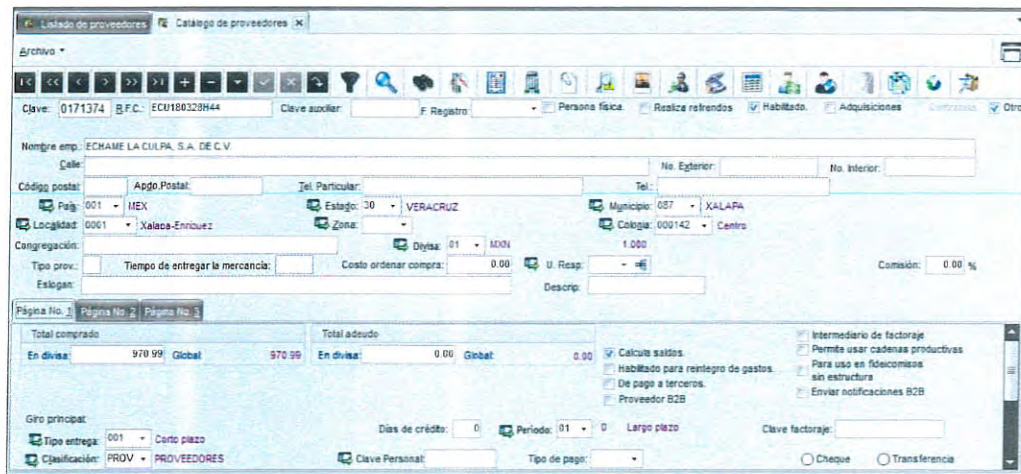 Listado de proveedores Catálogo de proveedores
Archivo
Clave: 0171374 R.F.C.: ECU180328H44 Clave auxiliar: F. Registro Persona física. Realiza refrendos Habilitado. Adquisiciones Contratista Otro
Nombre emp.: ECHAME LA CULPA, S.A. DE C.V.
Calle: No. Exterior: No. Interior:
Código postal: Apdo.Postal: Tel. Particular: Tel.:
País: 001 MEX Estado: 30 VERACRUZ Municipio: 087 XALAPA
Localidad: 0001 Xalapa-Enríquez Zona: Colonia: 000142 Centro
Congregación: Divisa: 01 MXN 1.000
Tipo prov.: Tiempo de entregar la mercancía: Costo ordenar compra: 0.00 U. Resp.: Comisión: 0.00 %
Eslogan: Descrip:
Página No. 1 Página No. 2 Página No. 3
Total comprado Total adeudo Intermediario de factoraje
En divisa: 970.99 Global: 970.99 En divisa: 0.00 Global: 0.00 Calcula saldos. Permite usar cadenas productivas
Habilitado para reintegro de gastos. Para uso en fideicomisos sin estructura
De pago a terceros. Enviar notificaciones B2B
Proveedor B2B
Giro principal:
Tipo entrega: 001 Corto plazo Días de crédito: 0 Periodo: 01 0 Largo plazo Clave factoraje:
Clasificación: PROV PROVEEDORES Clave Personal: Tipo de pago: Cheque Transferencia